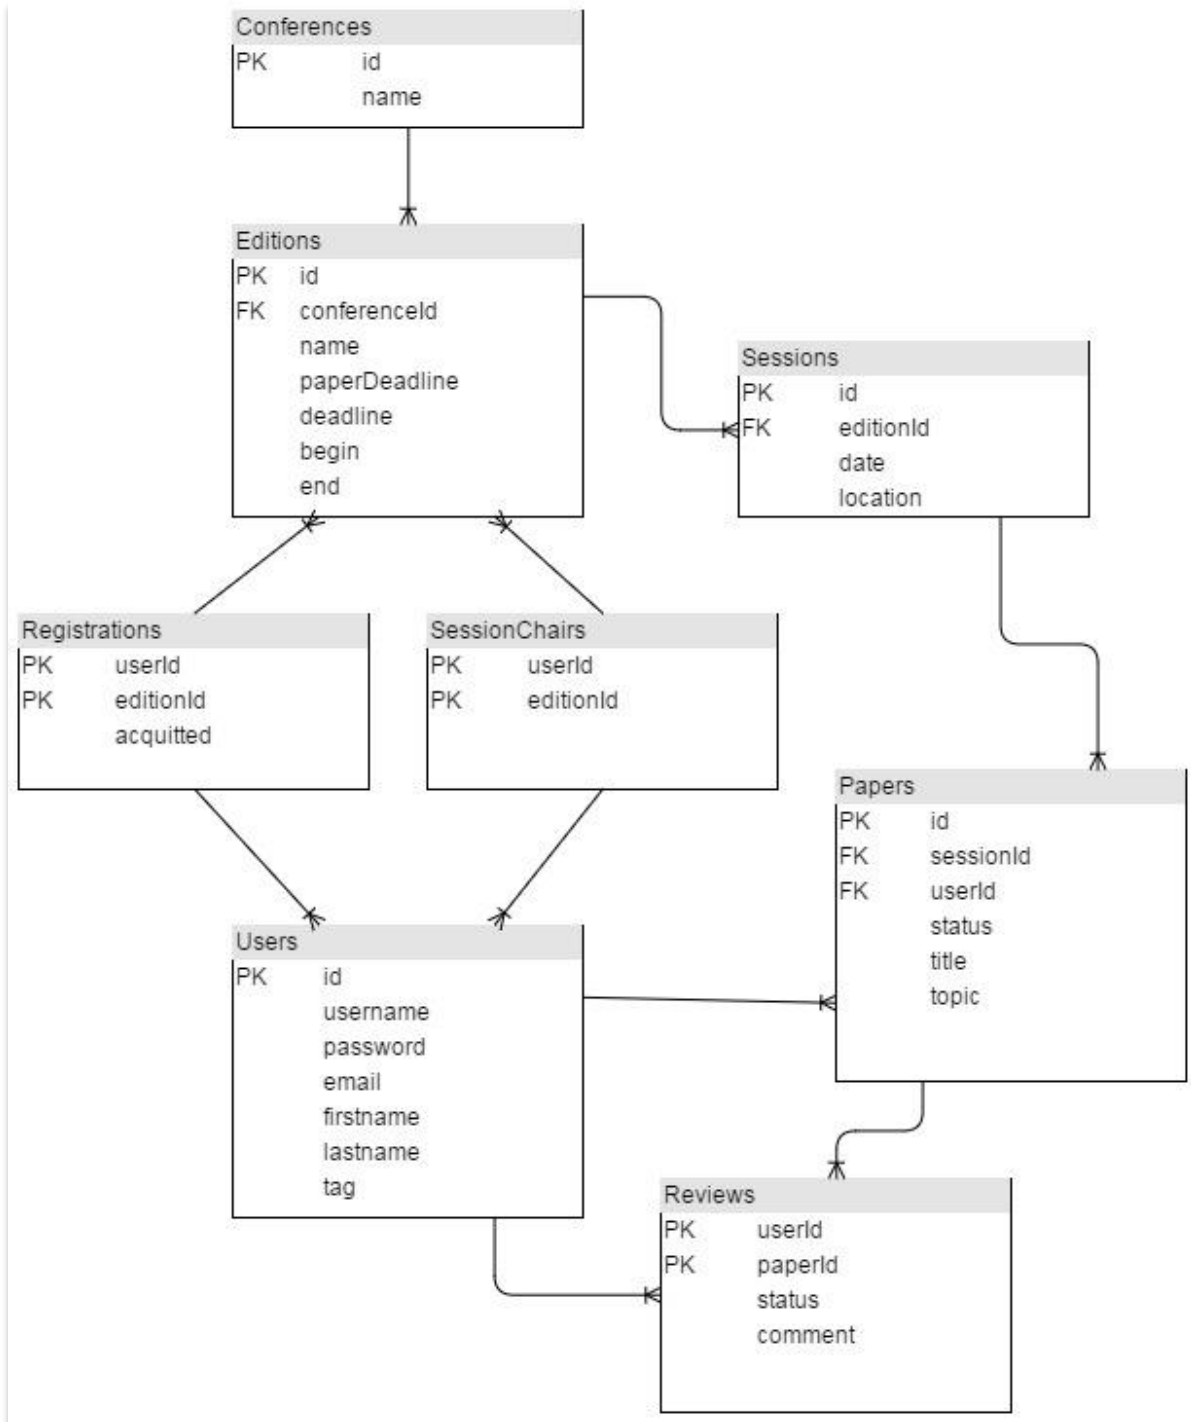 Conferences
PK id
name
Editions
PK id
FK conferenceId
name
paperDeadline
deadline
begin
end
Sessions
PK id
FK editionId
date
location
Registrations
PK userId
PK editionId
acquitted
SessionChairs
PK userId
PK editionId
Papers
PK id
FK sessionId
FK userId
status
title
topic
Users
PK id
username
password
email
firstname
lastname
tag
Reviews
PK userId
PK paperId
status
comment